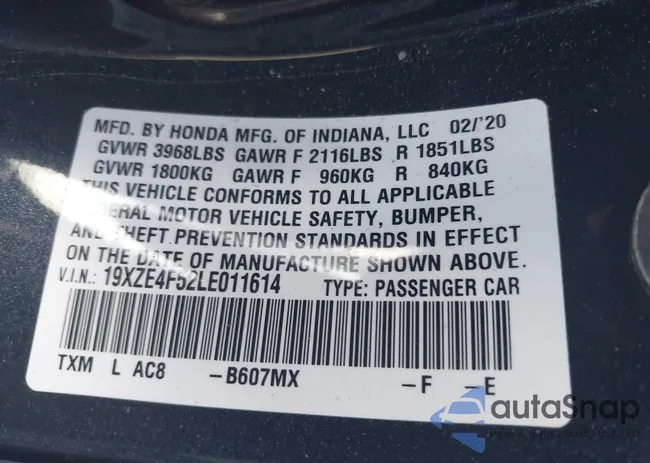 MFD. BY HONDA MFG. OF INDIANA, LLC 02/'20
GVWR 3968LBS GAWR F 2116LBS R 1851LBS
GVWR 1800KG GAWR F 960KG R 840KG
THIS VEHICLE CONFORMS TO ALL APPLICABLE
ERAL MOTOR VEHICLE SAFETY, BUMPER,
AND THEFT PREVENTION STANDARDS IN EFFECT
ON THE DATE OF MANUFACTURE SHOWN ABOVE.
V.I.N.: 19XZE4F52LE011614 TYPE: PASSENGER CAR
TXM L AC8 -B607MX -F -E
autaSnap